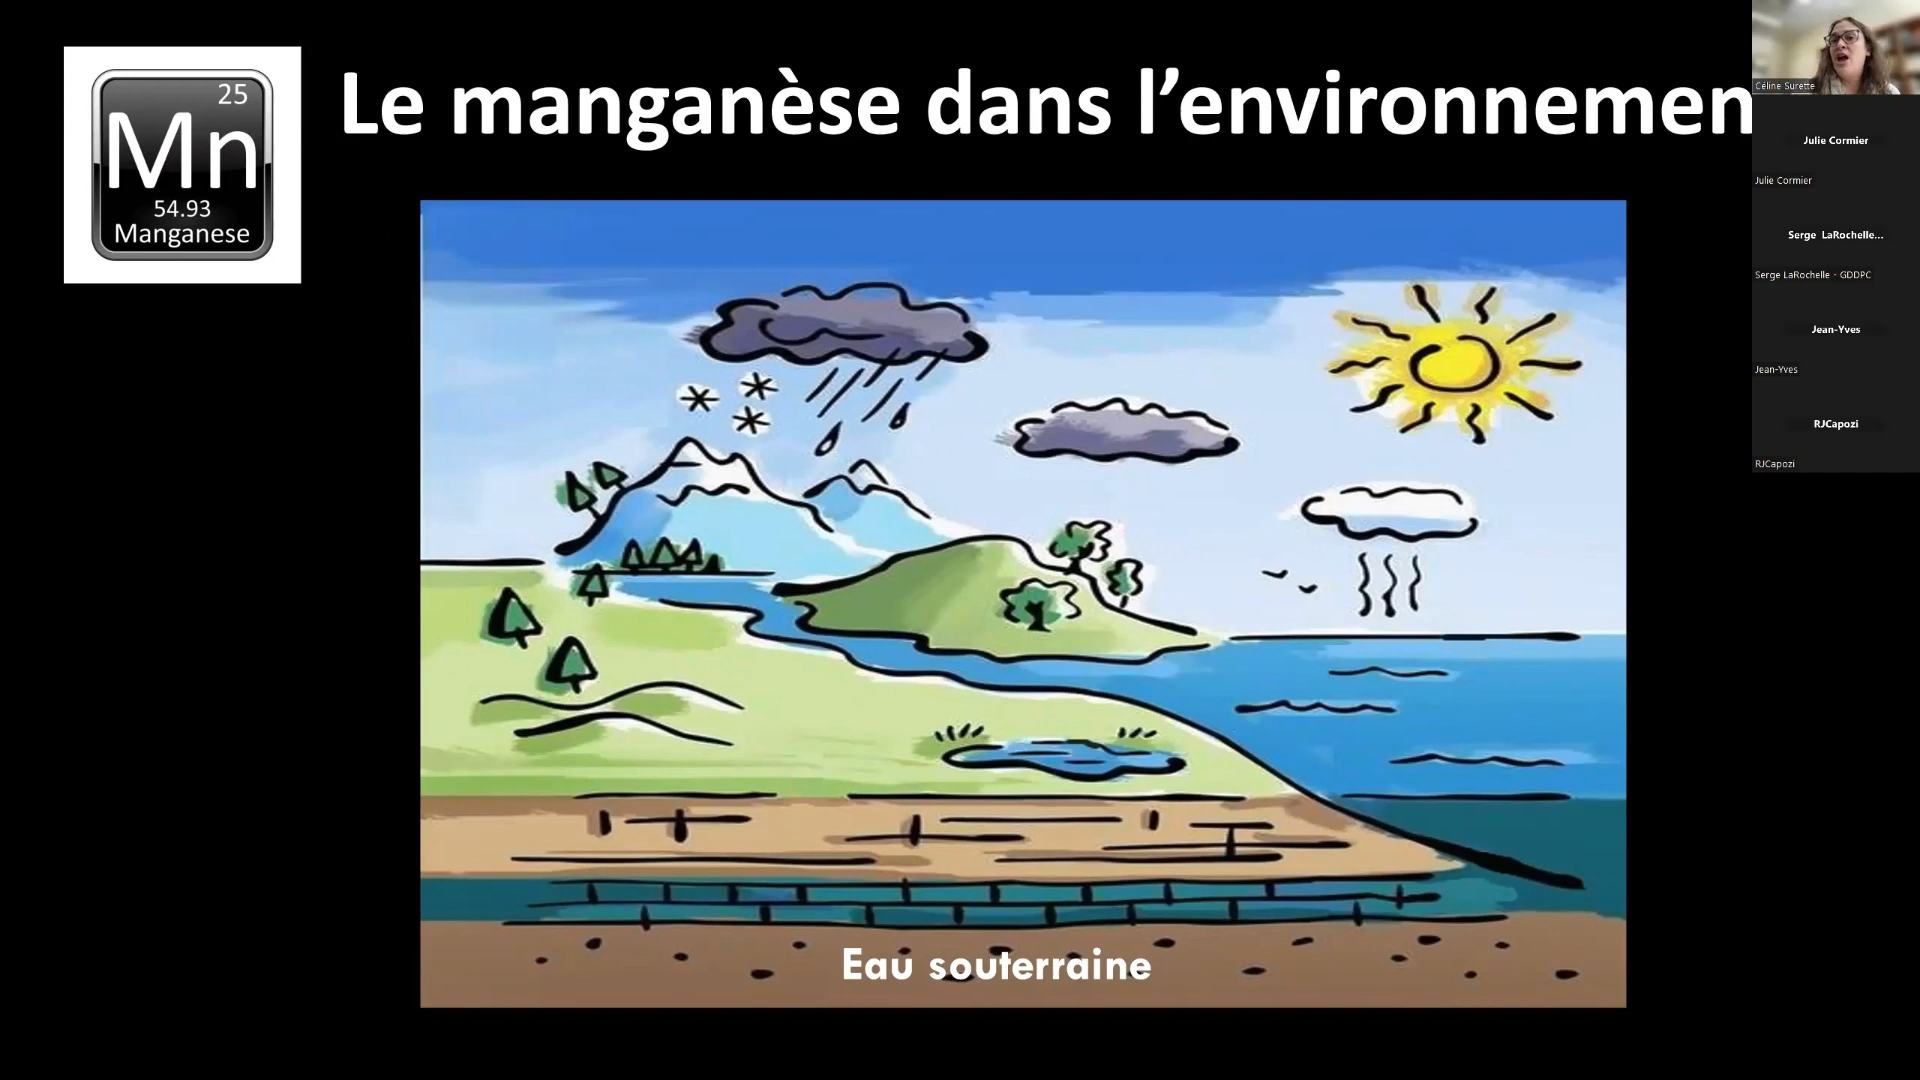 25
Mn
54.93
Manganese
Le manganèse dans l’environnemen
Eau souterraine
Céline Surette
Julie Cormier
Julie Cormier
Serge LaRochelle...
Serge LaRochelle - GDDPC
Jean-Yves
Jean-Yves
RJCapozi
RJCapozi